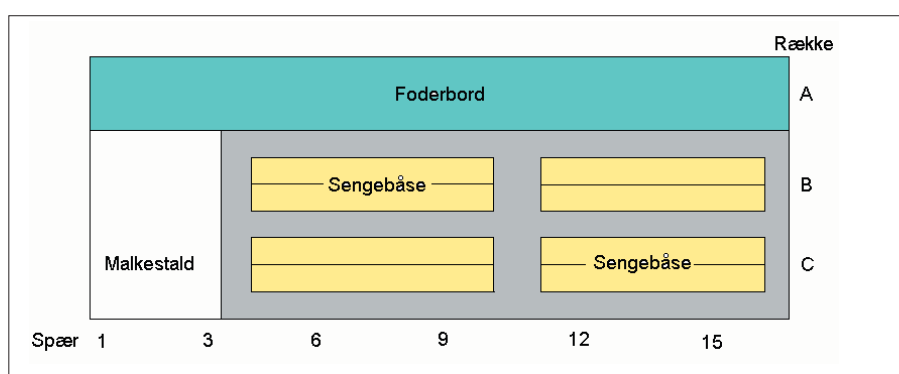 Række
Foderbord A
Sengebåse B
Malkestald Sengebåse C
Spær 1 3 6 9 12 15